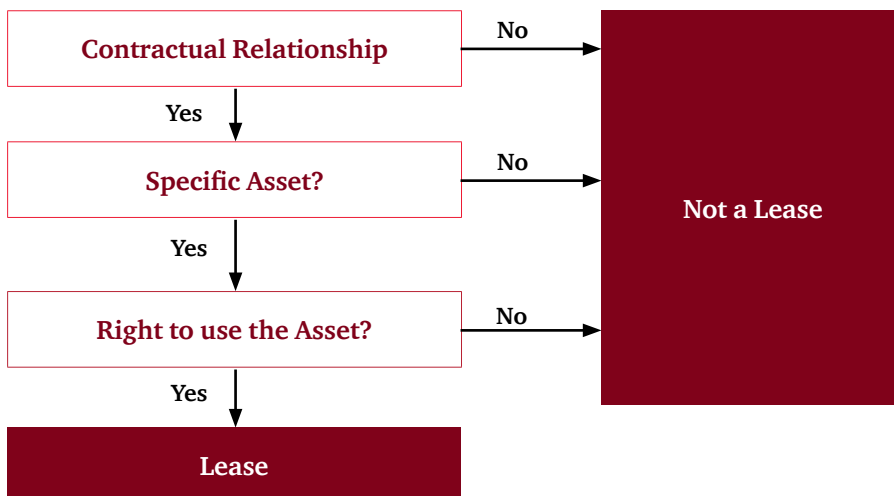 Contractual Relationship
No
Yes
Specific Asset?
No
Not a Lease
Yes
Right to use the Asset?
No
Yes
Lease